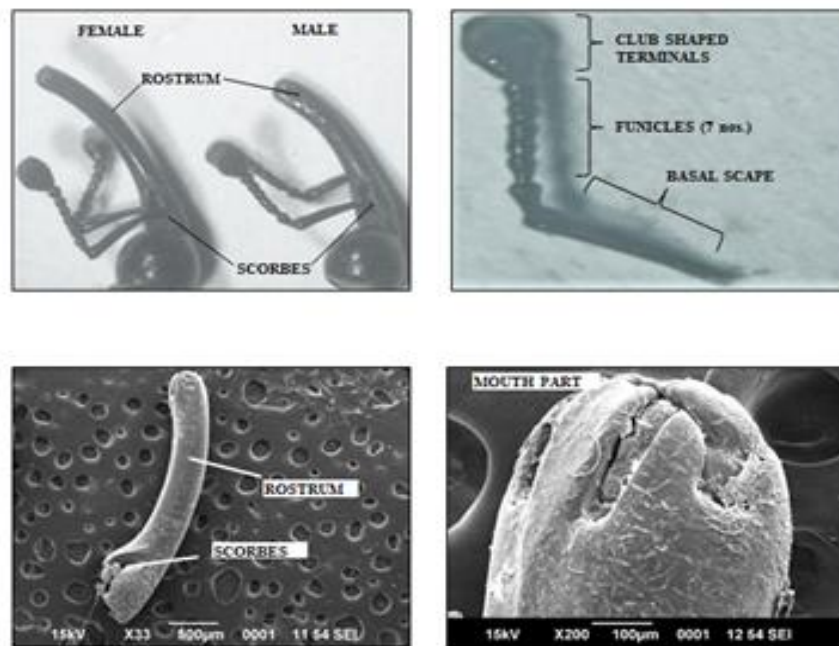 FEMALE
MALE
ROSTRUM
SCORBES
CLUB SHAPED
TERMINALS
FUNICLES (7 nos.)
BASAL SCAPE
ROSTRUM
SCORBES
15kV X33 500µm 0001 11 54 SEI
MOUTH PART
15kV X200 100µm 0001 12 54 SEI